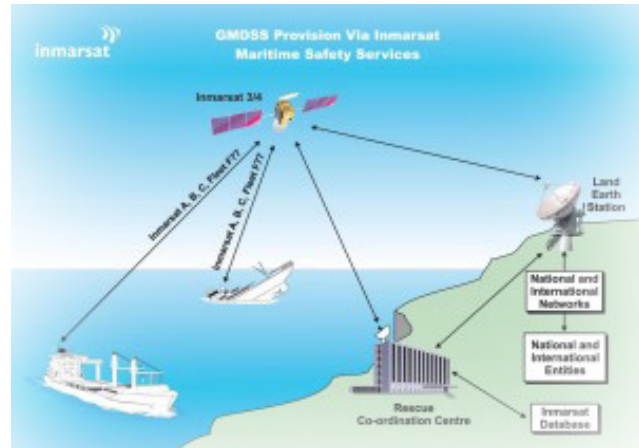 inmarsat
GMDSS Provision Via Inmarsat
Maritime Safety Services
Inmarsat 3/4
Inmarsat A, B, C, Fleet F77
Inmarsat A, B, C, Fleet F77
Land
Earth
Station
National and
International
Networks
National and
International
Entities
Rescue
Co-ordination Centre
Inmarsat
Database